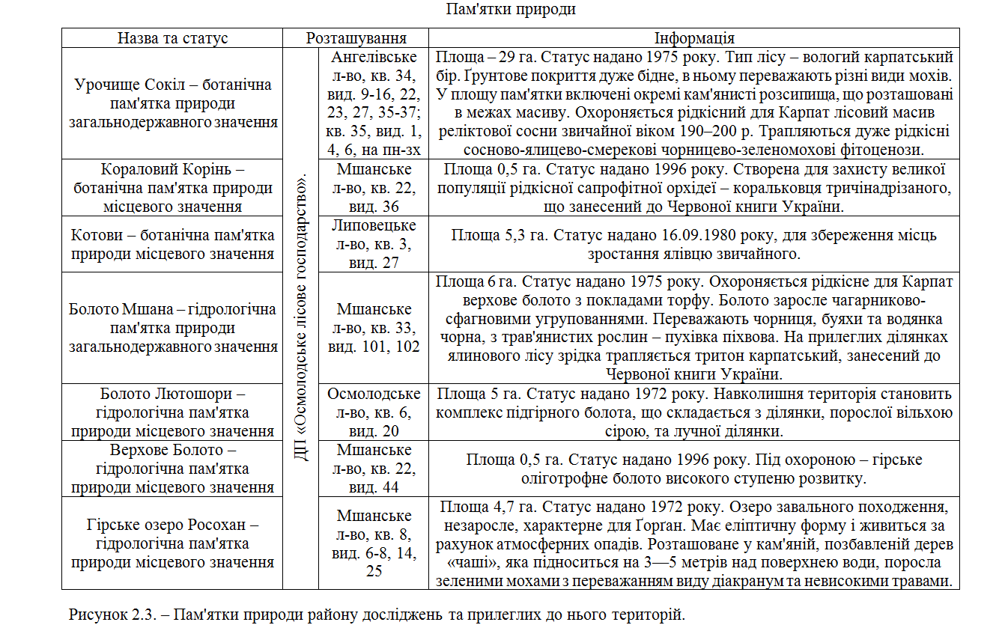 Пам'ятки природи
Назва та статус
Розташування
Інформація
Урочище Сокіл – ботанічна
пам'ятка природи
загальнодержавного значення
ДП «Осмолодське лісове господарство».
Ангелівське
л-во, кв. 34,
вид. 9-16, 22,
23, 27, 35-37;
кв. 35, вид. 1,
4, 6, на пн-зх
Площа – 29 га. Статус надано 1975 року. Тип лісу – вологий карпатський
бір. Ґрунтове покриття дуже бідне, в ньому переважають різні види мохів.
У площу пам'ятки включені окремі кам'янисті розсипища, що розташовані
в межах масиву. Охороняється рідкісний для Карпат лісовий масив
реліктової сосни звичайної віком 190–200 р. Трапляються дуже рідкісні
сосново-ялицево-смерекові чорницево-зеленомохові фітоценози.
Кораловий Корінь –
ботанічна пам'ятка природи
місцевого значення
Мшанське
л-во, кв. 22,
вид. 36
Площа 0,5 га. Статус надано 1996 року. Створена для захисту великої
популяції рідкісної сапрофітної орхідеї – коральковця тричінадрізаного,
що занесений до Червоної книги України.
Котови – ботанічна пам'ятка
природи місцевого значення
Липовецьке
л-во, кв. 3,
вид. 27
Площа 5,3 га. Статус надано 16.09.1980 року, для збереження місць
зростання ялівцю звичайного.
Болото Мшана – гідрологічна
пам'ятка природи
загальнодержавного значення
Мшанське
л-во, кв. 33,
вид. 101, 102
Площа 6 га. Статус надано 1975 року. Охороняється рідкісне для Карпат
верхове болото з покладами торфу. Болото заросле чагарниково-
сфагновими угрупованнями. Переважають чорниця, буяхи та водянка
чорна, з трав'янистих рослин – пухівка піхвова. На прилеглих ділянках
ялинового лісу зрідка трапляється тритон карпатський, занесений до
Червоної книги України.
Болото Лютошори –
гідрологічна пам'ятка
природи місцевого значення
Осмолодське
л-во, кв. 6,
вид. 20
Площа 5 га. Статус надано 1972 року. Навколишня територія становить
комплекс підгірного болота, що складається з ділянки, порослої вільхою
сірою, та лучної ділянки.
Верхове Болото –
гідрологічна пам'ятка
природи місцевого значення
Мшанське
л-во, кв. 22,
вид. 44
Площа 0,5 га. Статус надано 1996 року. Під охороною – гірське
оліготрофне болото високого ступеню розвитку.
Гірське озеро Росохан –
гідрологічна пам'ятка
природи місцевого значення
Мшанське
л-во, кв. 8,
вид. 6-8, 14,
25
Площа 4,7 га. Статус надано 1972 року. Озеро завального походження,
незаросле, характерне для Ґорґан. Має еліптичну форму і живиться за
рахунок атмосферних опадів. Розташоване у кам'яній, позбавленій дерев
«чаші», яка підноситься на 3—5 метрів над поверхнею води, поросла
зеленими мохами з переважанням виду діакранум та невисокими травами.
Рисунок 2.3. – Пам'ятки природи району досліджень та прилеглих до нього територій.